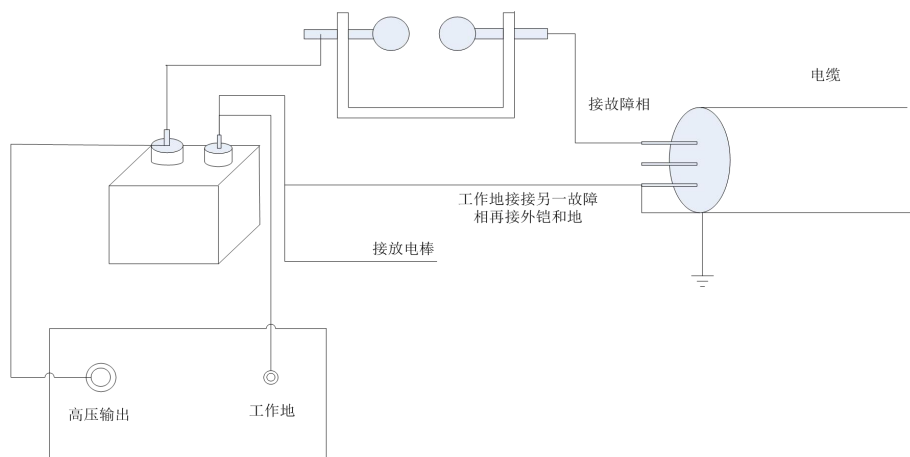 电缆
接故障相
工作地接接另一故障
相再接外铠和地
接放电棒
高压输出
工作地